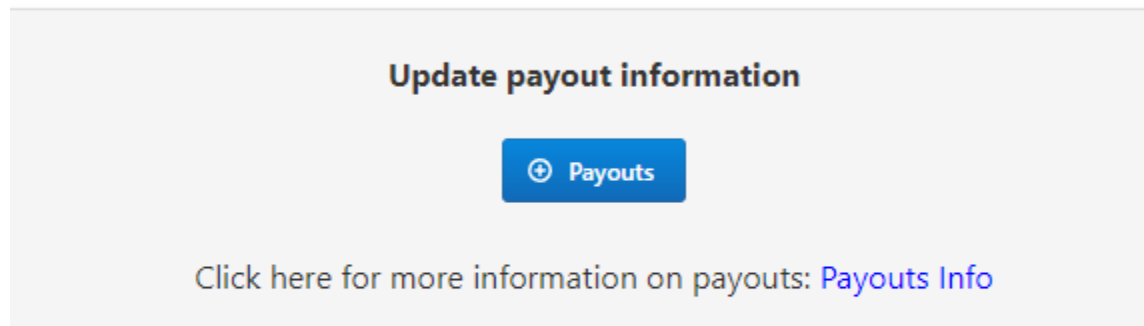 Update payout information
Payouts
Click here for more information on payouts: Payouts Info